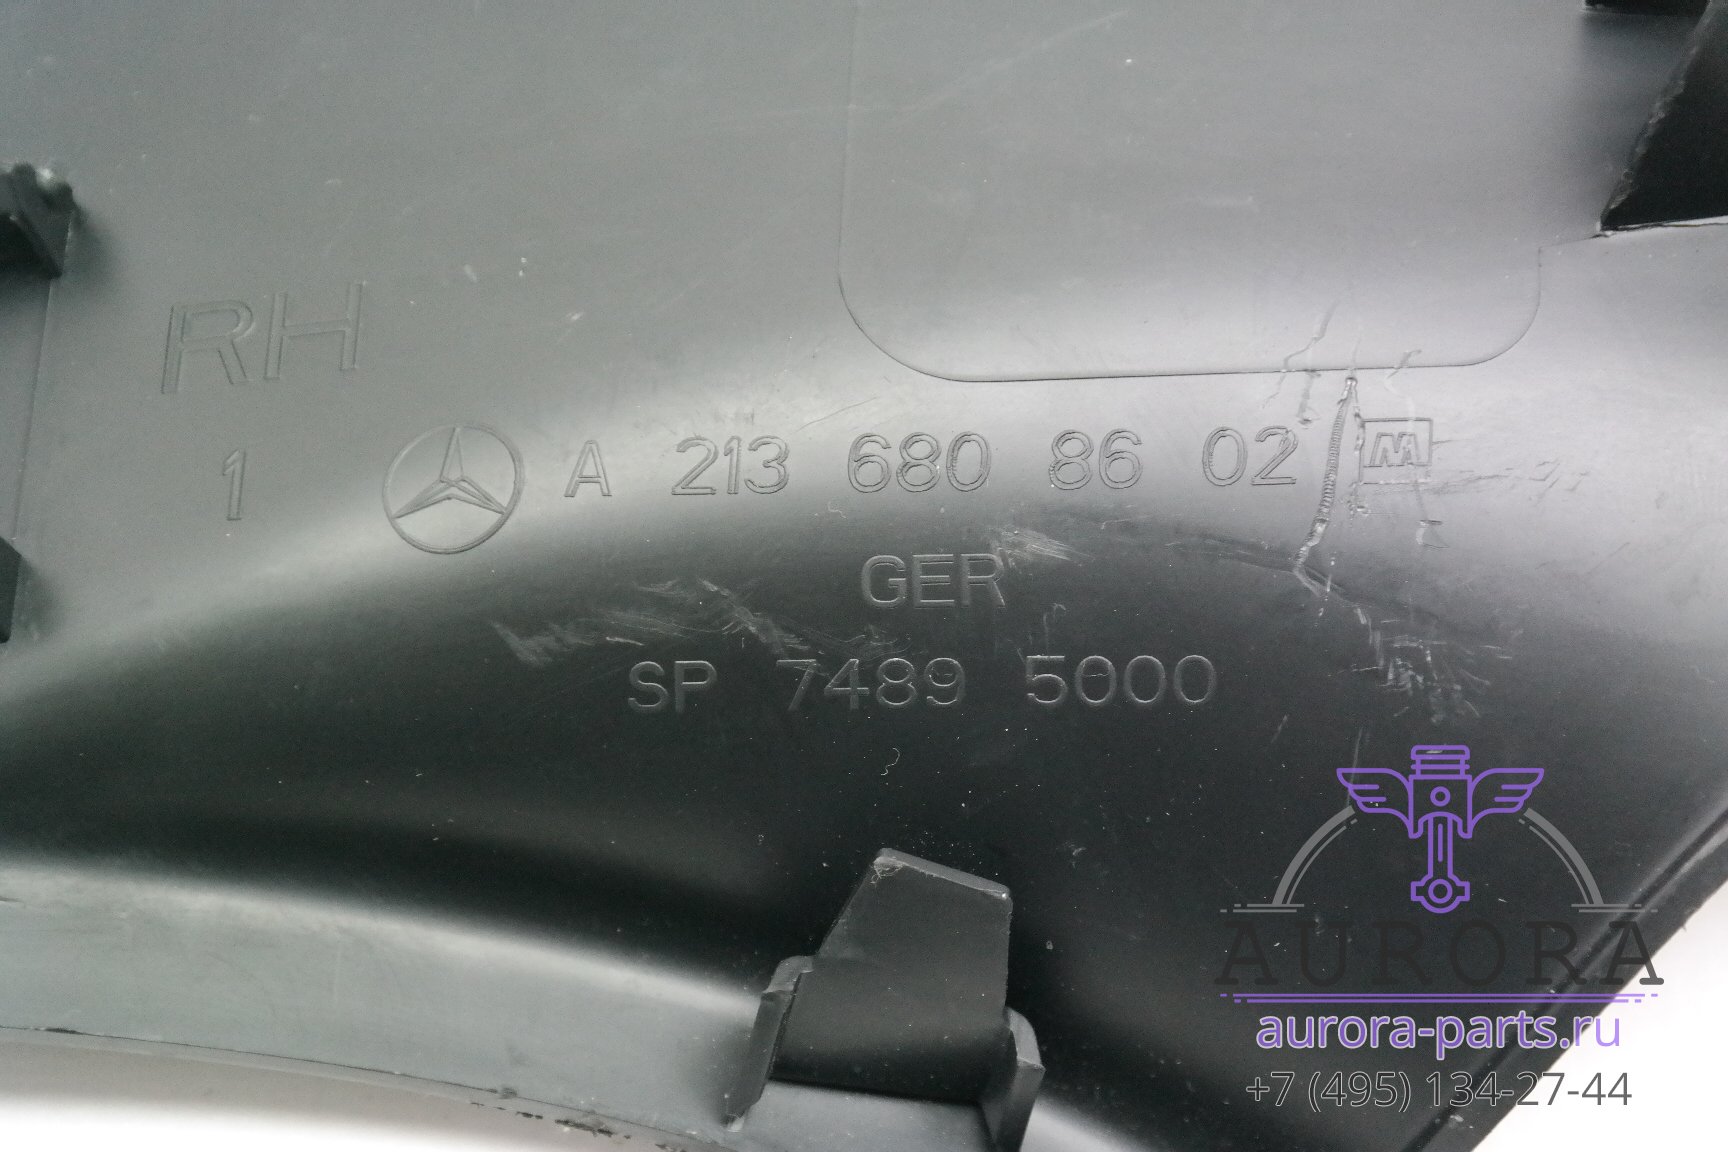 RH
1
A 213 680 86 02
GER
SP 7489 5000
AURORA
aurora-parts.ru
+7 (495) 134-27-44